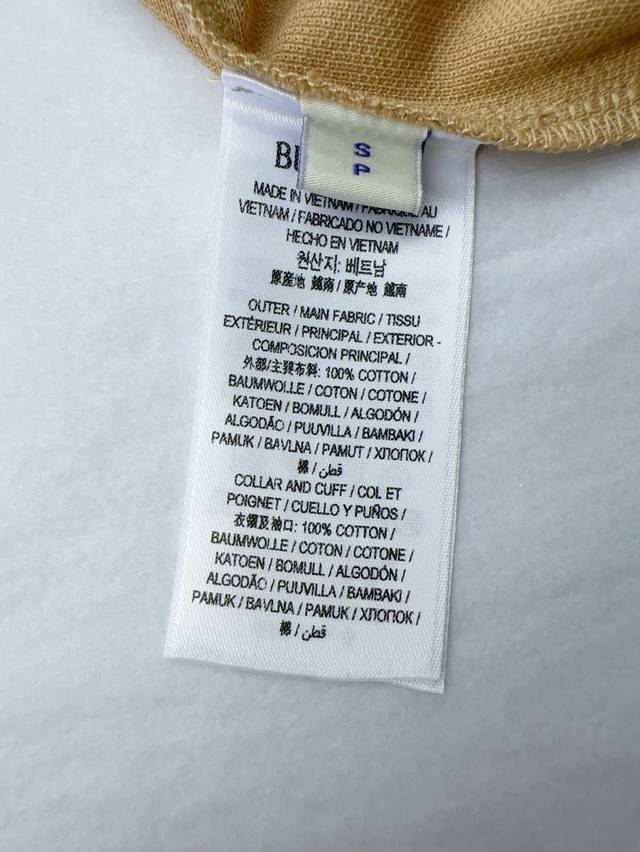 S
P
MADE IN VIETNAM / FABRIQUÉ AU
VIETNAM / FABRICADO NO VIETNAME /
HECHO EN VIETNAM
원산지: 베트남
原産地 越南 / 原产地 越南
OUTER / MAIN FABRIC / TISSU
EXTÉRIEUR / PRINCIPAL / EXTERIOR -
COMPOSICION PRINCIPAL /
外部/主要布料: 100% COTTON /
BAUMWOLLE / COTON / COTONE /
KATOEN / BOMULL / ALGODÓN /
ALGODÃO / PUUVILLA / BAMBAKI /
PAMUK / BAVLNA / PAMUT / ХЛОПОК /
棉 / قطن /
COLLAR AND CUFF / COL ET
POIGNET / CUELLO Y PUÑOS /
衣領及袖口: 100% COTTON /
BAUMWOLLE / COTON / COTONE /
KATOEN / BOMULL / ALGODÓN /
ALGODÃO / PUUVILLA / BAMBAKI /
PAMUK / BAVLNA / PAMUK / ХЛОПОК /
棉 / قطن